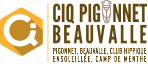 CIQ PIGONNET
BEAUVALLE
PIGONNET, BEAUVALLE, CLUB HIPPIQUE
ENSOLEILLÉE, CAMP DE MENTHE